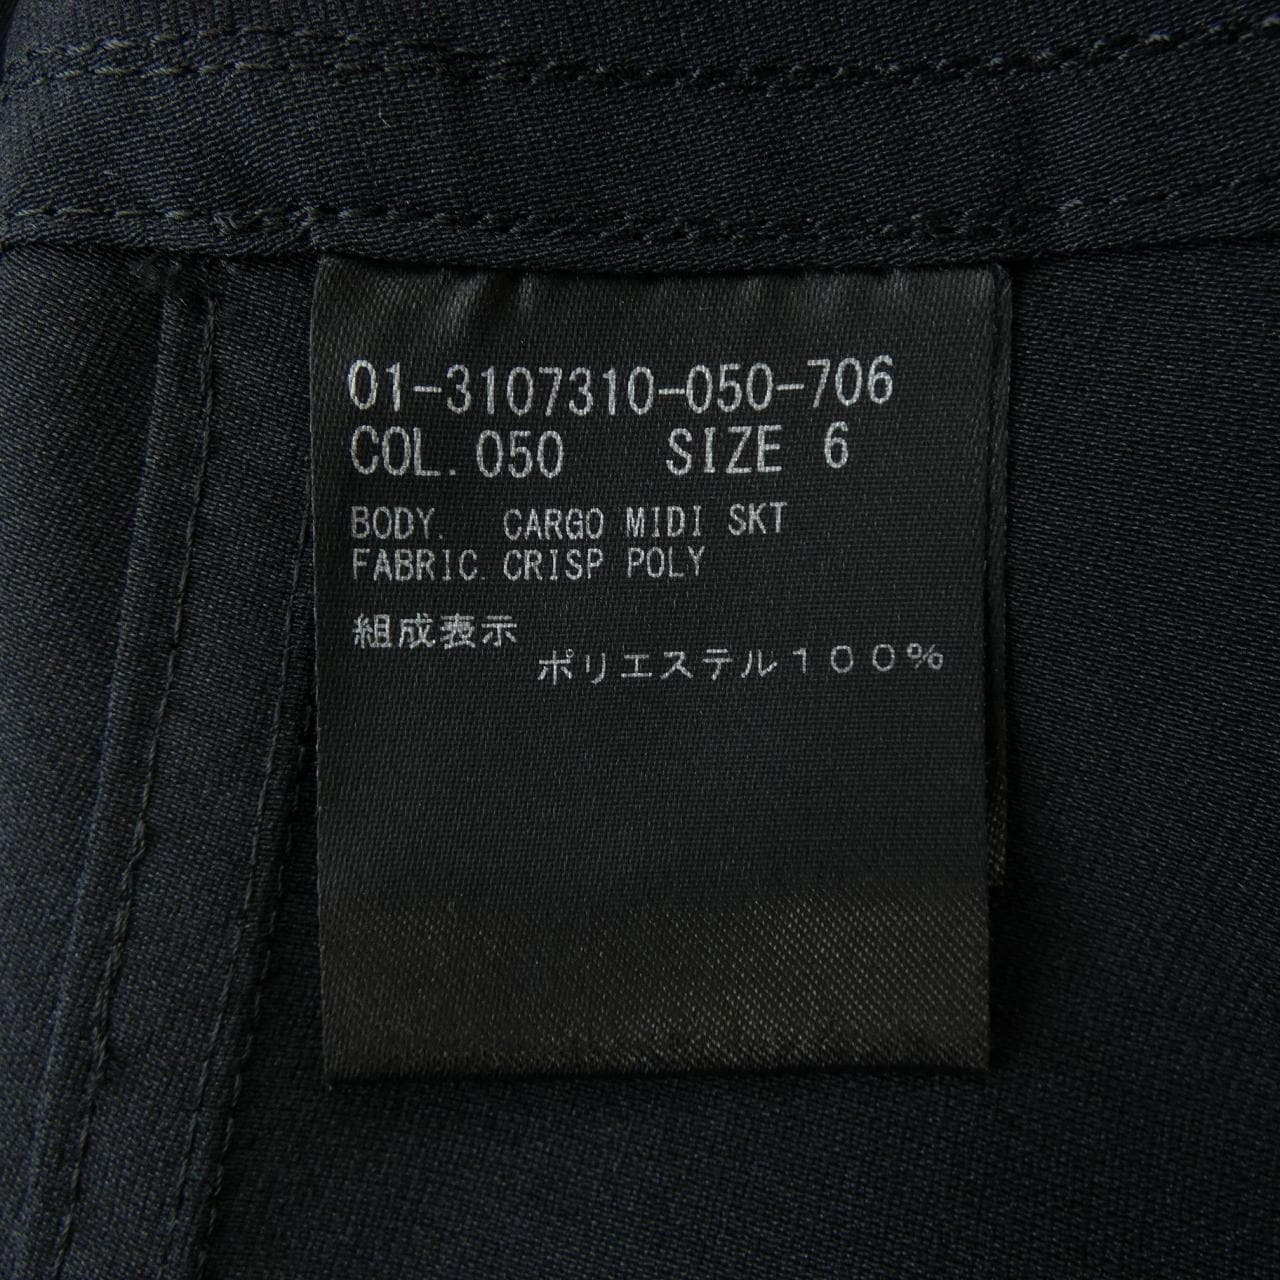 01-3107310-050-706
COL. 050 SIZE 6
BODY. CARGO MIDI SKT
FABRIC. CRISP POLY
組成表示
ポリエステル１００％